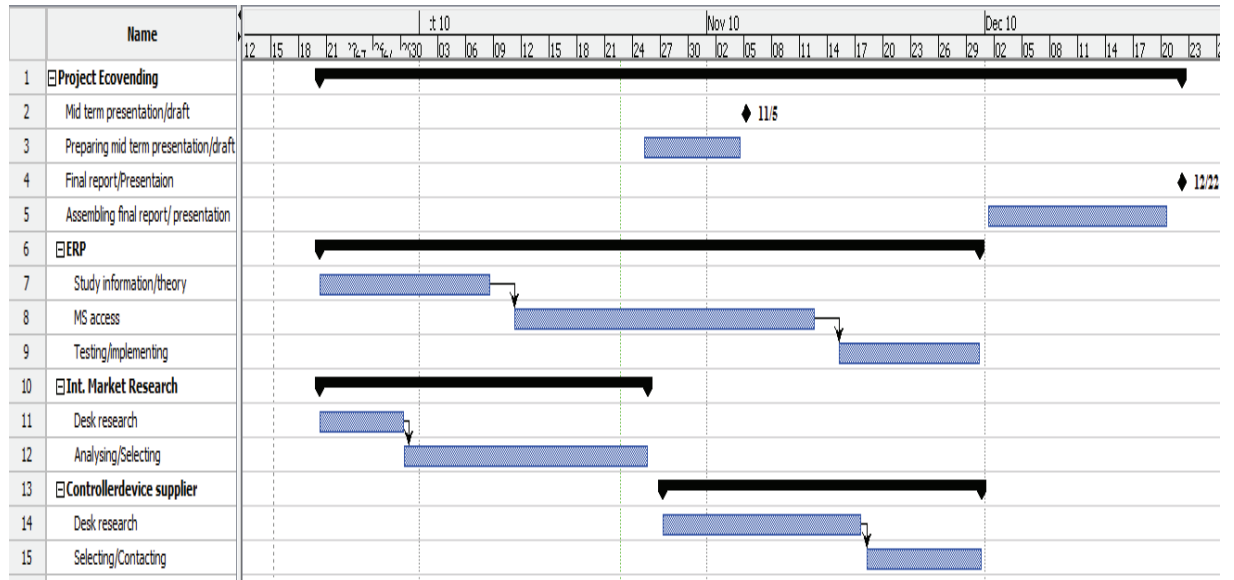 Name
:t 10
Nov 10
Dec 10
12 15 18 21 30 03 06 09 12 15 18 21 24 27 30 02 05 08 11 14 17 20 23 26 29 02 05 08 11 14 17 20 23
1 Project Ecovending
2 Mid term presentation/draft 11/5
3 Preparing mid term presentation/draft
4 Final report/Presentaion 12/22
5 Assembling final report/ presentation
6 ERP
7 Study information/theory
8 MS access
9 Testing/implementing
10 Int. Market Research
11 Desk research
12 Analysing/Selecting
13 Controllerdevice supplier
14 Desk research
15 Selecting/Contacting